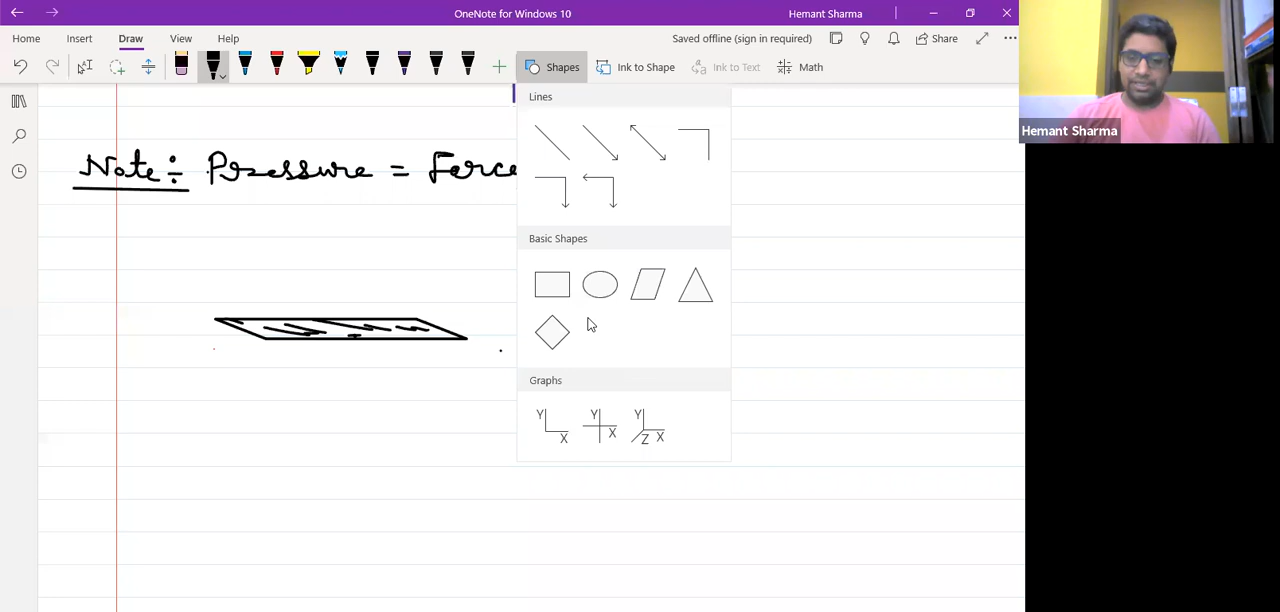 OneNote for Windows 10
Hemant Sharma
Home Insert Draw View Help
Saved offline (sign in required)
Share
Shapes
Ink to Shape
Ink to Text
Math
Lines
Hemant Sharma
Note ÷ Pressure = Force
Basic Shapes
Graphs
Y X
Y X
Y Z X